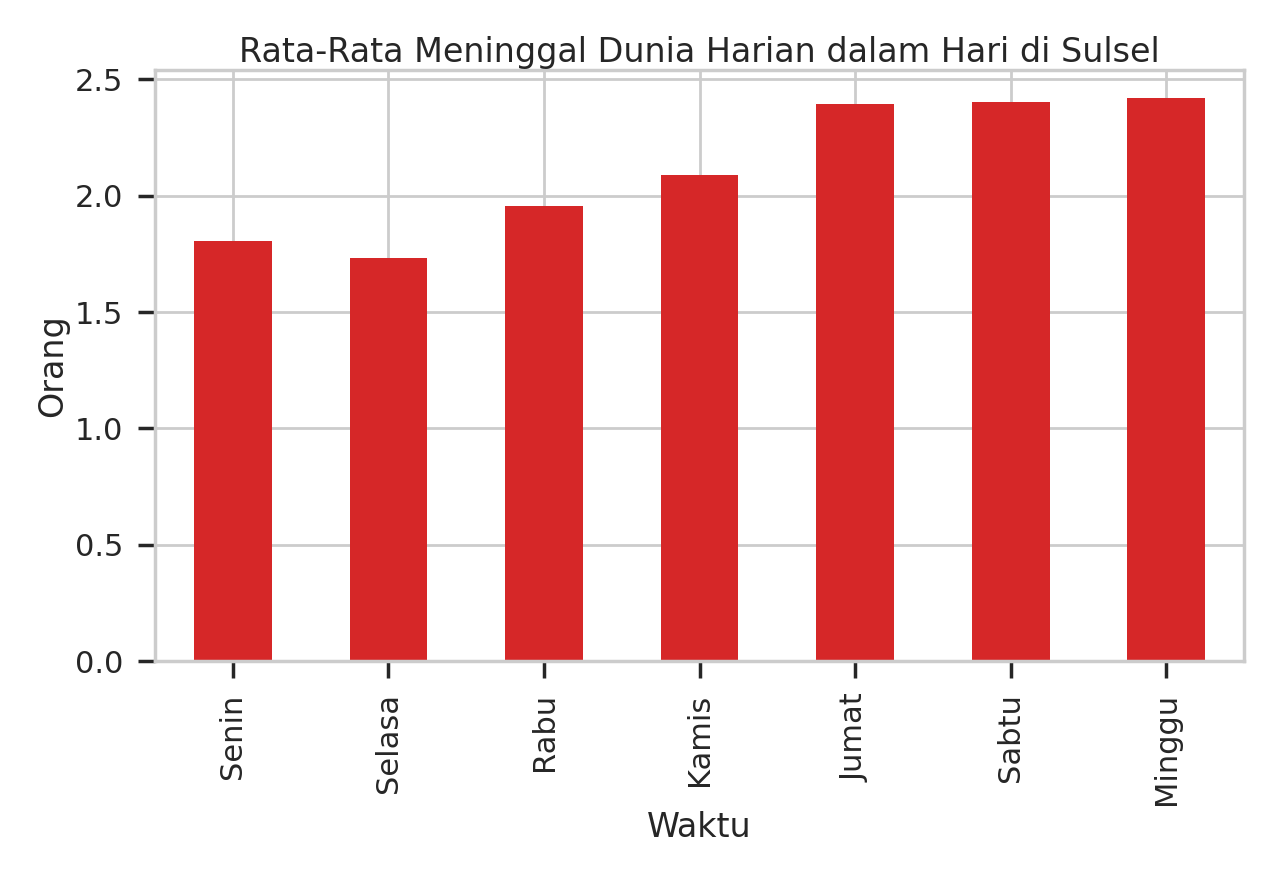 Rata-Rata Meninggal Dunia Harian dalam Hari di Sulsel
2.5
2.0
1.5
1.0
0.5
0.0
Orang
Senin
Selasa
Rabu
Kamis
Jumat
Sabtu
Minggu
Waktu